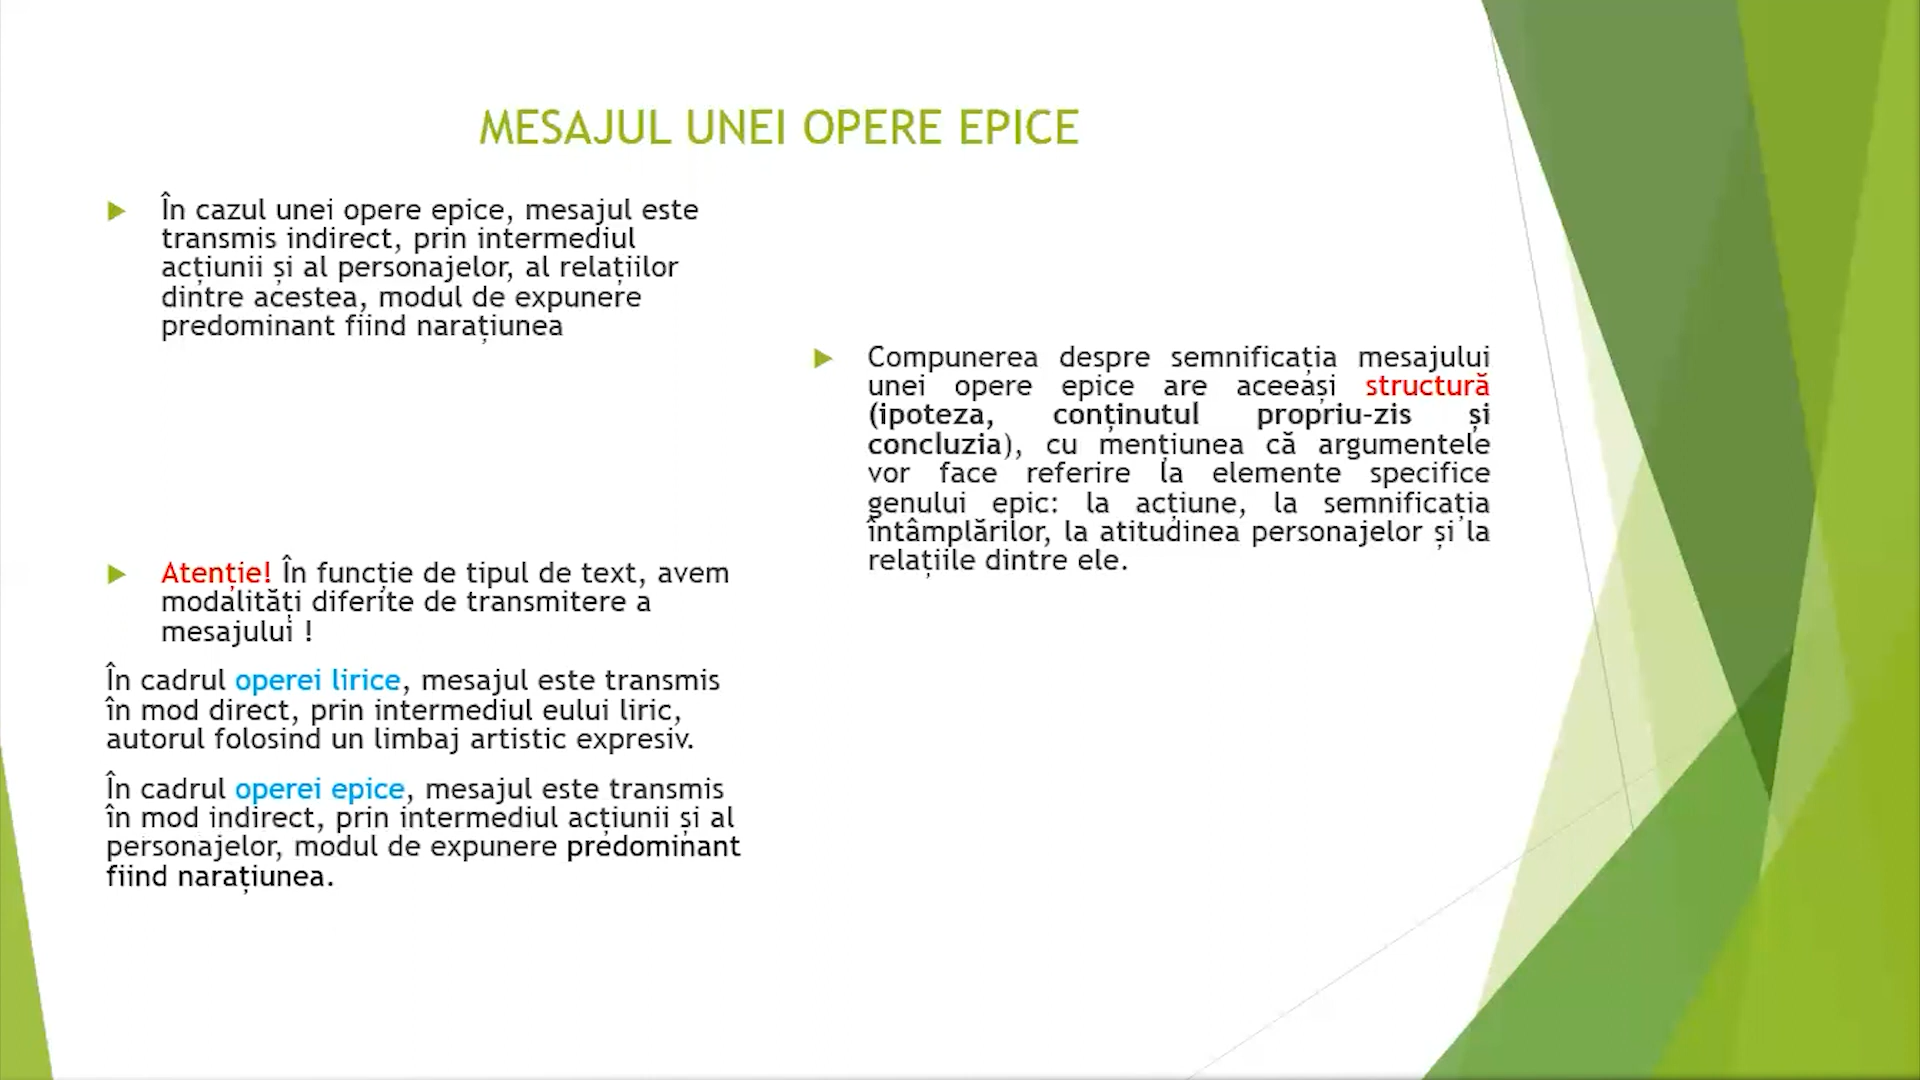 MESAJUL UNEI OPERE EPICE
În cazul unei opere epice, mesajul este
transmis indirect, prin intermediul
acțiunii și al personajelor, al relațiilor
dintre acestea, modul de expunere
predominant fiind narațiunea
Atenție! În funcție de tipul de text, avem
modalități diferite de transmitere a
mesajului !
În cadrul operei lirice, mesajul este transmis
în mod direct, prin intermediul eului liric,
autorul folosind un limbaj artistic expresiv.
În cadrul operei epice, mesajul este transmis
în mod indirect, prin intermediul acțiunii și al
personajelor, modul de expunere predominant
fiind narațiunea.
Compunerea despre semnificația mesajului
unei opere epice are aceeași structură
(ipoteza, conținutul propriu-zis și
concluzia), cu mențiunea că argumentele
vor face referire la elemente specifice
genului epic: la acțiune, la semnificația
întâmplărilor, la atitudinea personajelor și la
relațiile dintre ele.